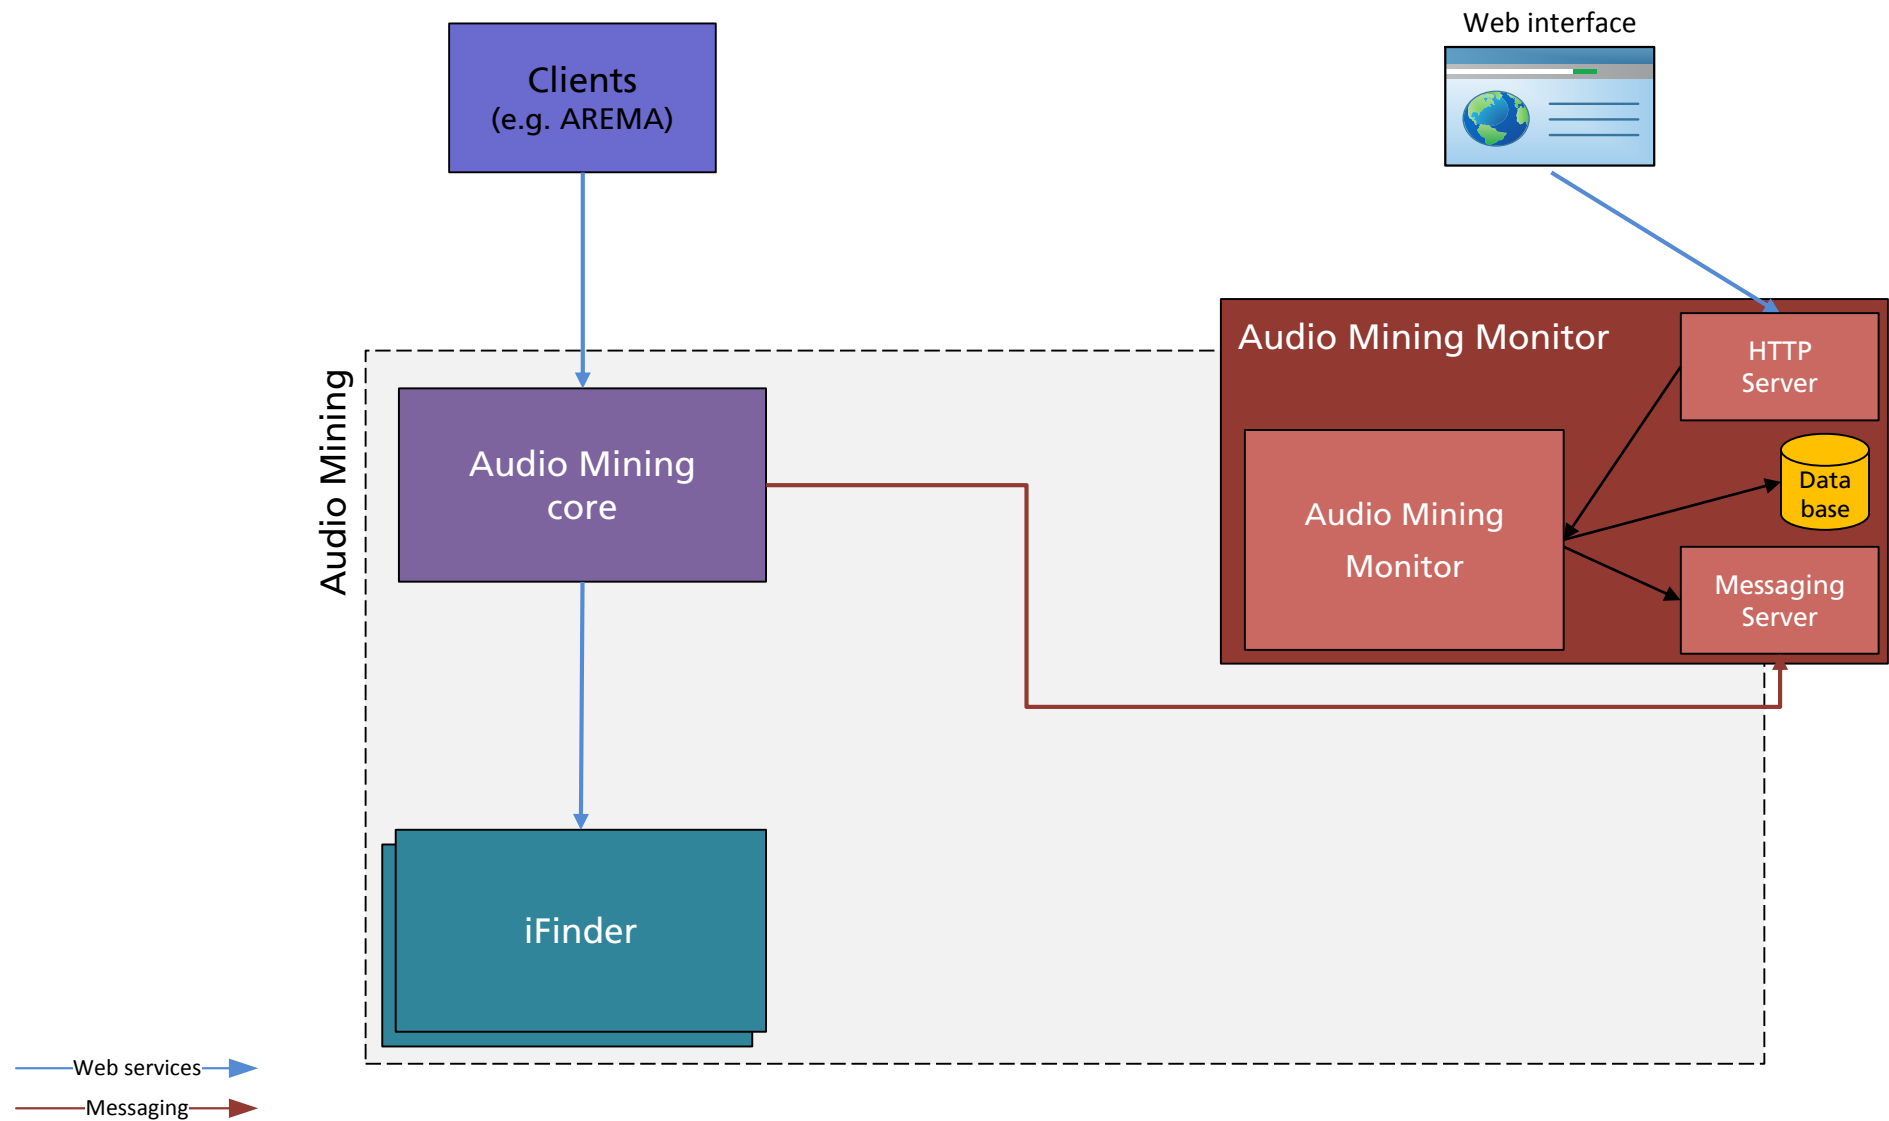 Web interface
Clients
(e.g. AREMA)
Audio Mining Monitor
HTTP
Server
Audio Mining
Audio Mining
core
Data
base
Audio Mining
Monitor
Messaging
Server
iFinder
Web services
Messaging